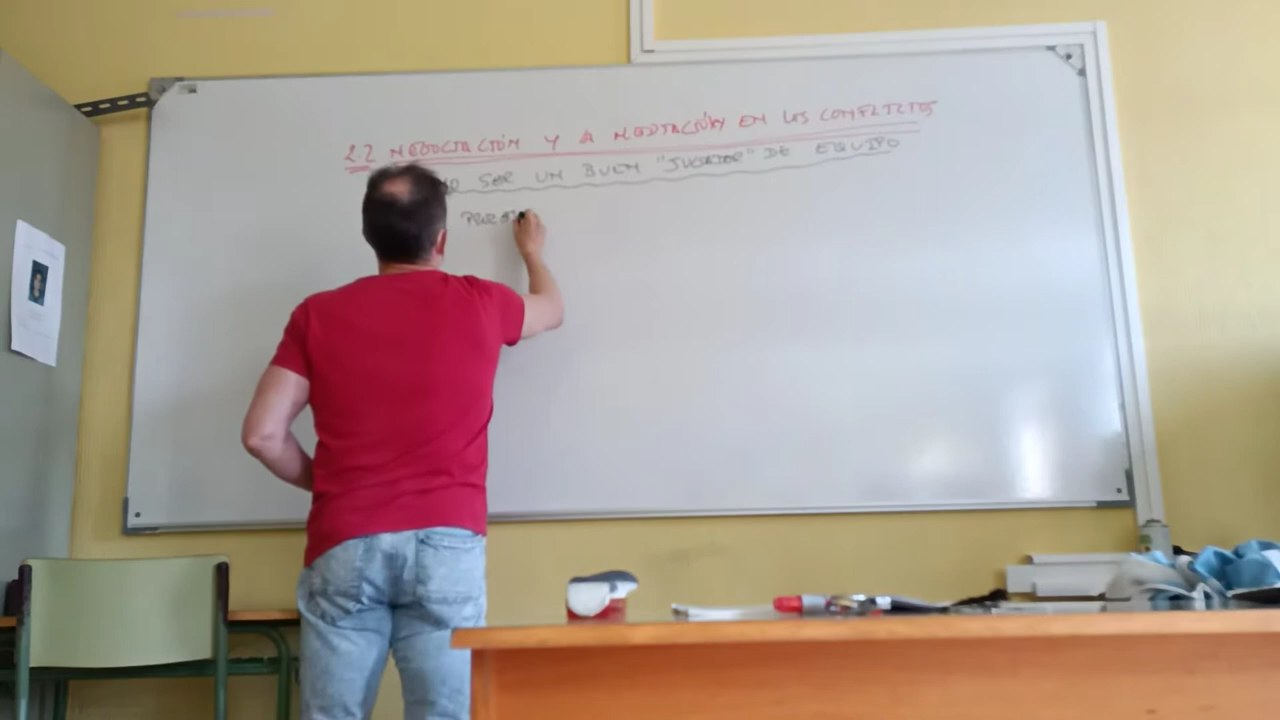 2.2 NEGOCIACIÓN Y LA MEDIACIÓN EN LOS CONFLICTOS
SER UN BUEN "JUGADOR" DE EQUIPO